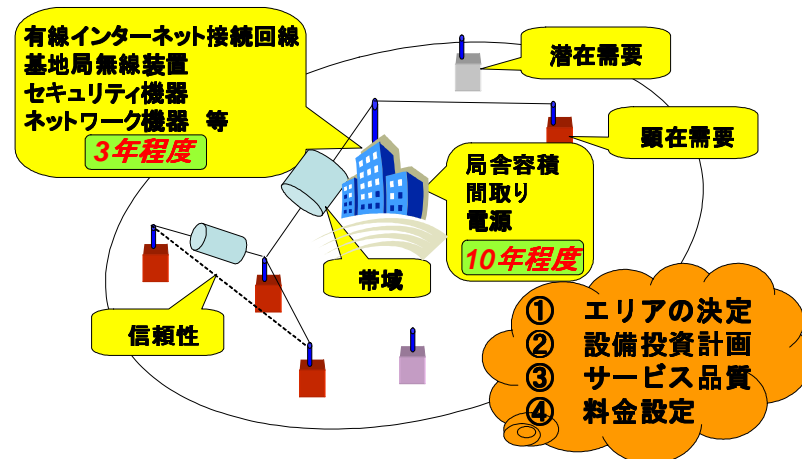 有線インターネット接続回線
基地局無線装置
セキュリティ機器
ネットワーク機器 等
3年程度
潜在需要
顕在需要
局舎容積
間取り
電源
10年程度
帯域
信頼性
① エリアの決定
② 設備投資計画
③ サービス品質
④ 料金設定